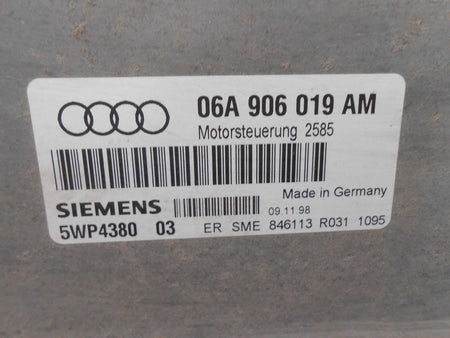 06A 906 019 AM
Motorsteuerung 2585
Made in Germany
SIEMENS
09.11.98
5WP4380 03 ER SME 846113 R031 1095